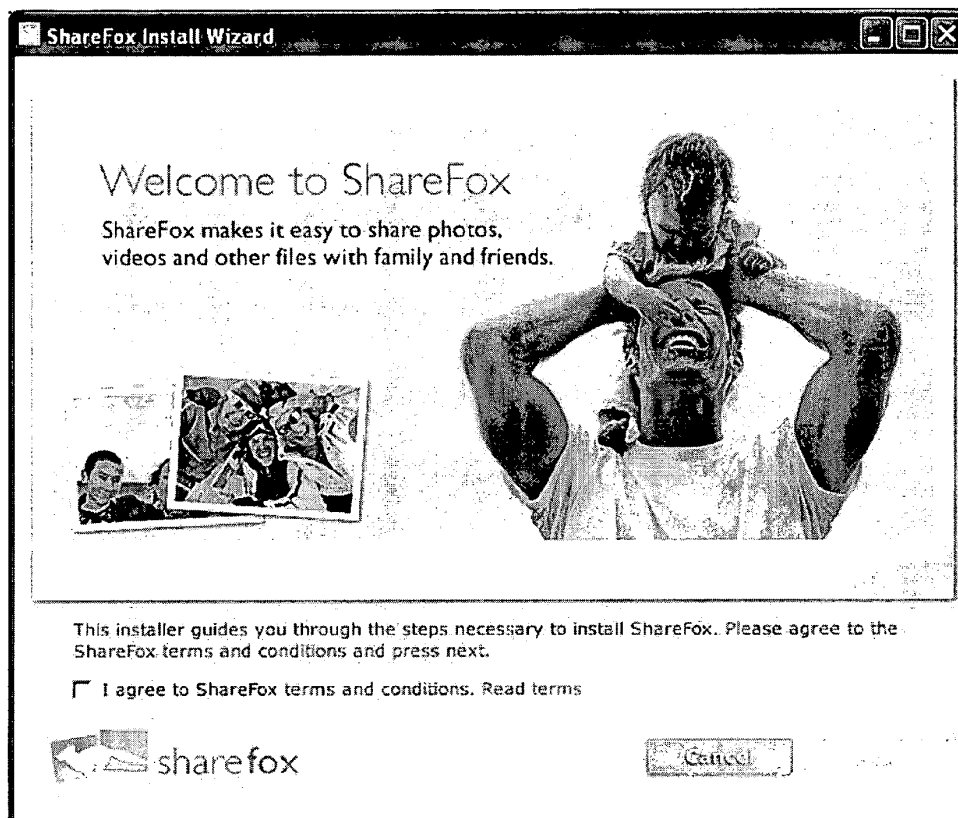 ShareFox Install Wizard
Welcome to ShareFox
ShareFox makes it easy to share photos,
videos and other files with family and friends.
This installer guides you through the steps necessary to install ShareFox. Please agree to the
ShareFox terms and conditions and press next.
I agree to ShareFox terms and conditions. Read terms
sharefox
Cancel